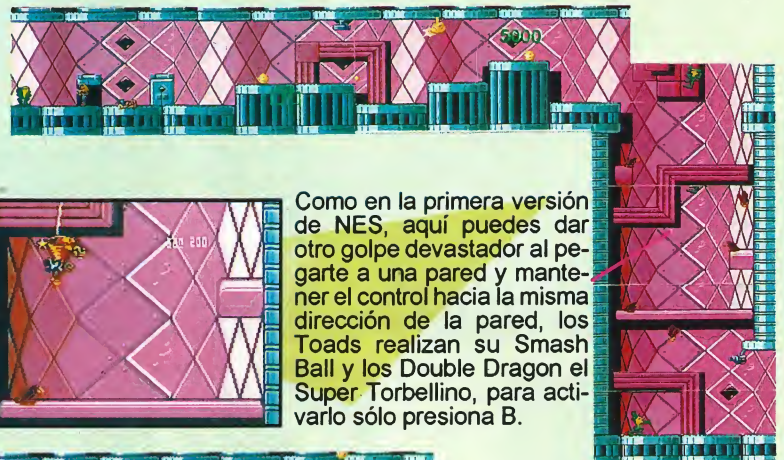 5000
Como en la primera versión
de NES, aquí puedes dar
otro golpe devastador al pe-
garte a una pared y mante-
ner el control hacia la misma
dirección de la pared, los
Toads realizan su Smash
Ball y los Double Dragon el
Super Torbellino, para acti-
varlo sólo presiona B.
200